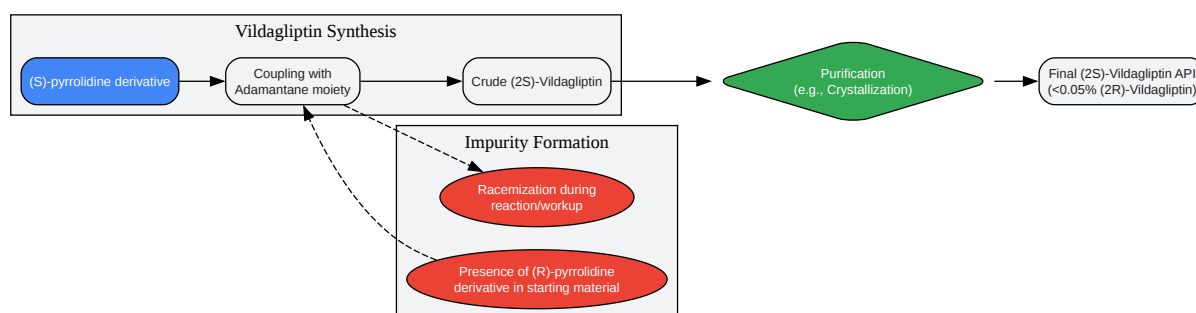 Vildagliptin Synthesis
(S)-pyrrolidine derivative
Coupling with
Adamantane moiety
Crude (2S)-Vildagliptin
Purification
(e.g., Crystallization)
Final (2S)-Vildagliptin API
(<0.05% (2R)-Vildagliptin)
Impurity Formation
Racemization during
reaction/workup
Presence of (R)-pyrrolidine
derivative in starting material